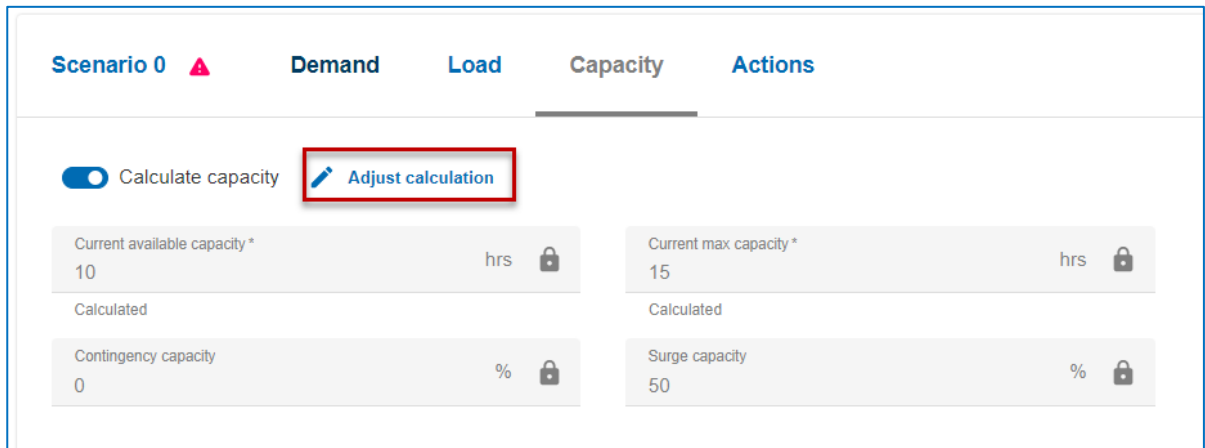 Scenario 0 Demand Load Capacity Actions
Calculate capacity Adjust calculation
Current available capacity *
10 hrs
Calculated
Current max capacity *
15 hrs
Calculated
Contingency capacity
0 %
Surge capacity
50 %